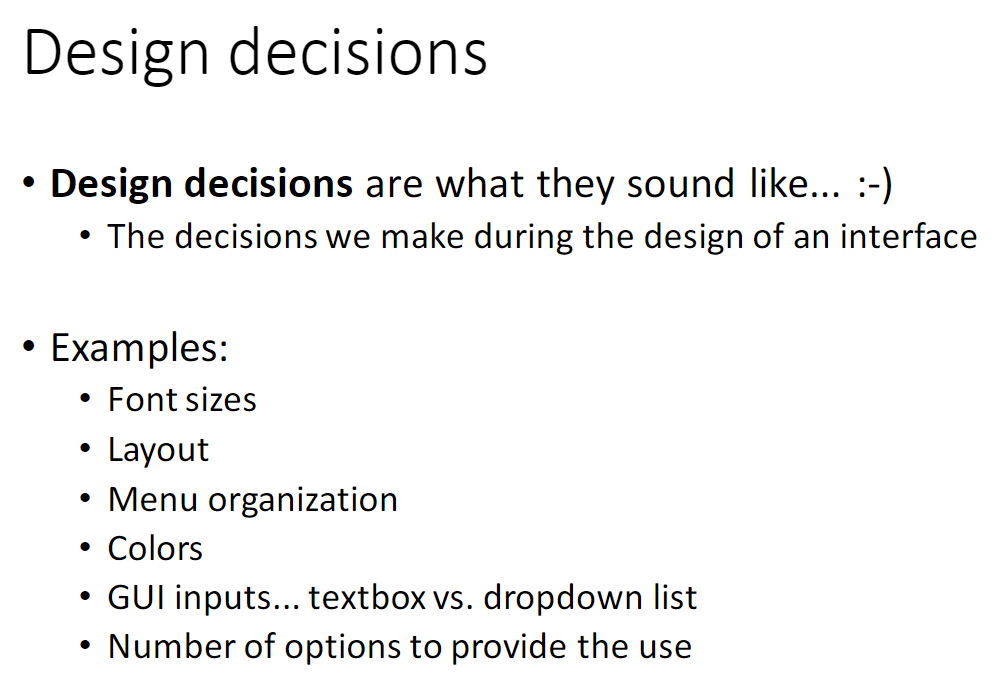 Design decisions
• Design decisions are what they sound like... :-)
• The decisions we make during the design of an interface
• Examples:
• Font sizes
• Layout
• Menu organization
• Colors
• GUI inputs... textbox vs. dropdown list
• Number of options to provide the use